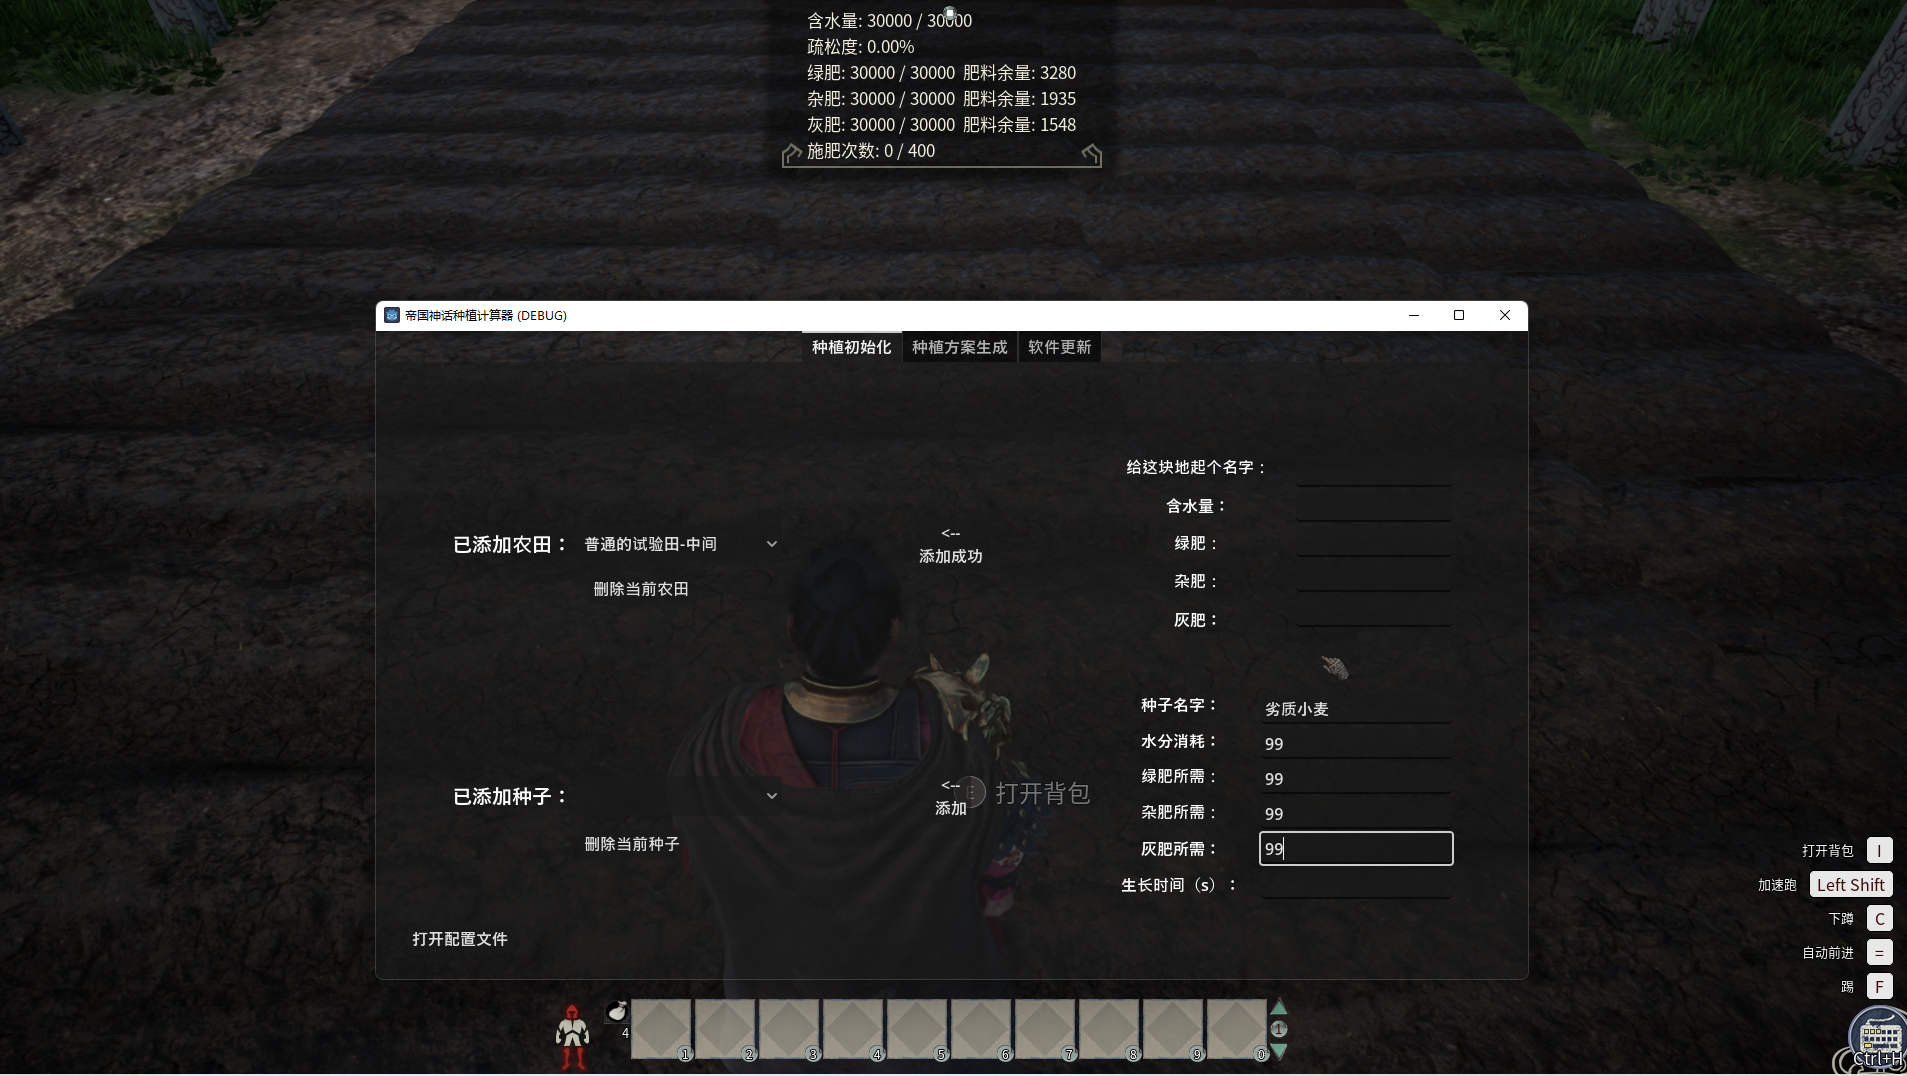 含水量: 30000 / 30000
疏松度: 0.00%
绿肥: 30000 / 30000 肥料余量: 3280
杂肥: 30000 / 30000 肥料余量: 1935
灰肥: 30000 / 30000 肥料余量: 1548
施肥次数: 0 / 400
帝国神话种植计算器 (DEBUG)
种植初始化 种植方案生成 软件更新
给这块地起个名字：
含水量：
绿肥：
杂肥：
灰肥：
已添加农田： 普通的试验田-中间
删除当前农田
<--
添加成功
种子名字： 劣质小麦
水分消耗： 99
绿肥所需： 99
杂肥所需： 99
灰肥所需： 99
生长时间（s）：
已添加种子：
删除当前种子
<--
添加
E 打开背包
打开配置文件
打开背包 I
加速跑 Left Shift
下蹲 C
自动前进 =
踢 F
Ctrl+H
4
1 2 3 4 5 6 7 8 9 0
1